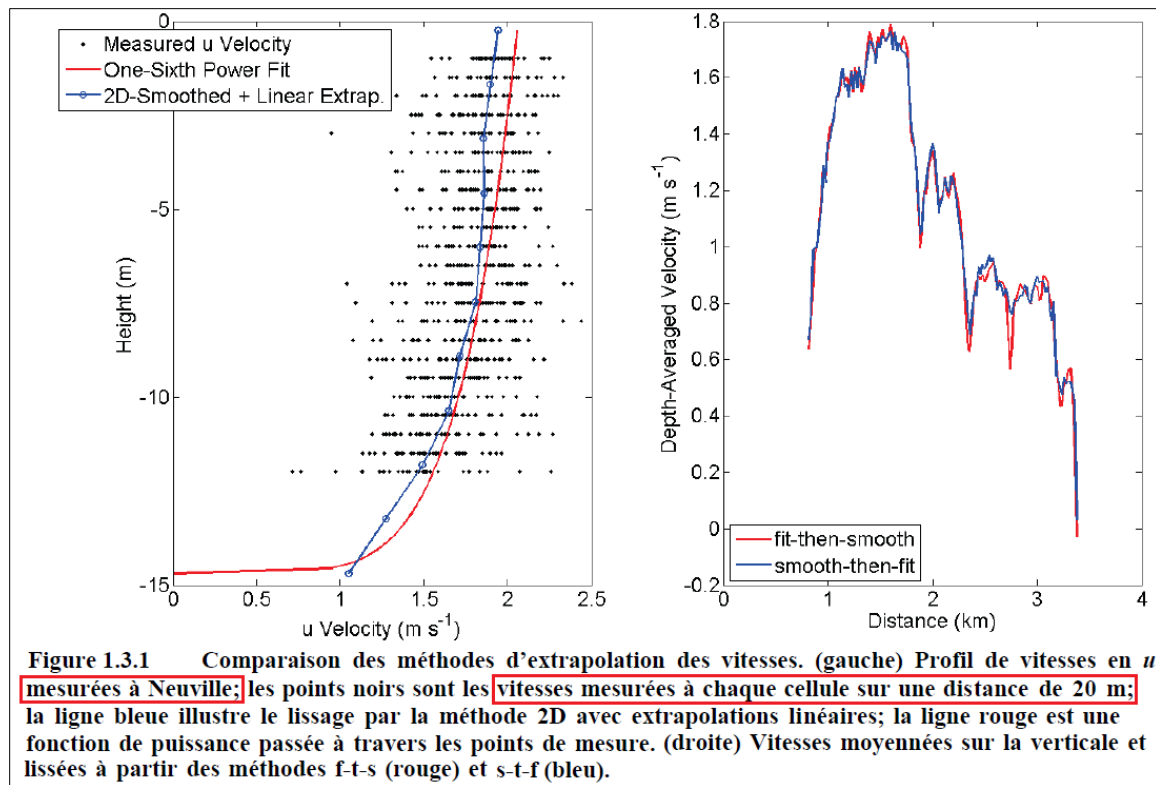 Measured u Velocity
One-Sixth Power Fit
2D-Smoothed + Linear Extrap.
0
-5
-10
-15
Height (m)
0 0.5 1 1.5 2 2.5
u Velocity (m s⁻¹)
1.8
1.6
1.4
1.2
1
0.8
0.6
0.4
0.2
0
-0.2
Depth-Averaged Velocity (m s⁻¹)
fit-then-smooth
smooth-then-fit
0 1 2 3 4
Distance (km)
Figure 1.3.1 Comparaison des méthodes d’extrapolation des vitesses. (gauche) Profil de vitesses en u
mesurées à Neuville; les points noirs sont les vitesses mesurées à chaque cellule sur une distance de 20 m;
la ligne bleue illustre le lissage par la méthode 2D avec extrapolations linéaires; la ligne rouge est une
fonction de puissance passée à travers les points de mesure. (droite) Vitesses moyennées sur la verticale et
lissées à partir des méthodes f-t-s (rouge) et s-t-f (bleu).